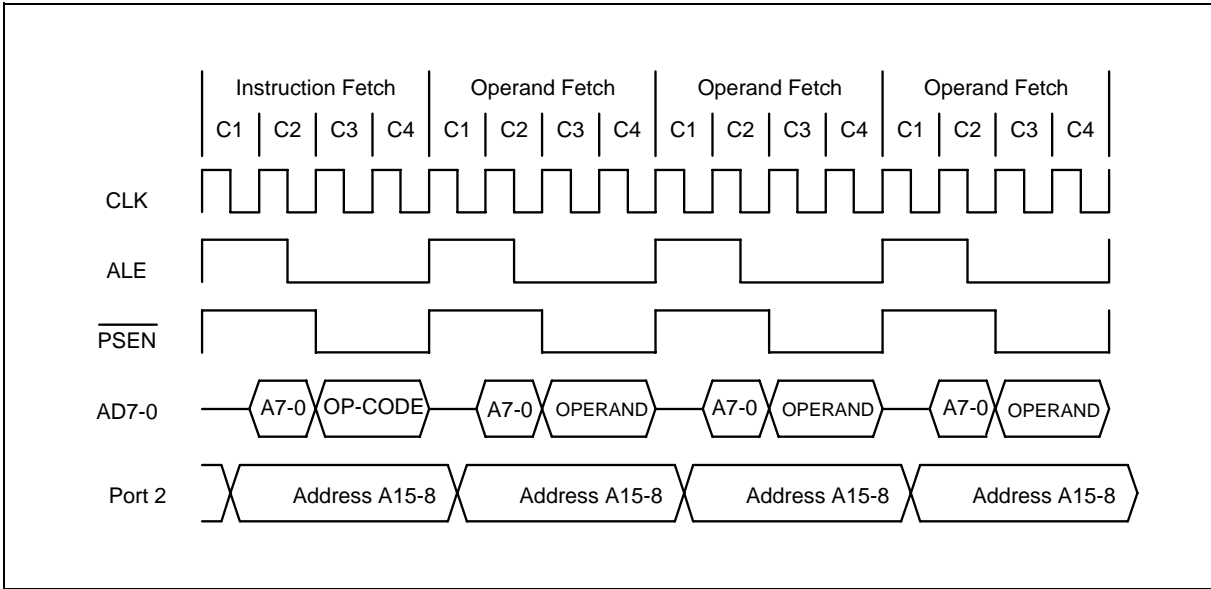 Instruction Fetch Operand Fetch Operand Fetch Operand Fetch
C1 C2 C3 C4 C1 C2 C3 C4 C1 C2 C3 C4 C1 C2 C3 C4
CLK
ALE
PSEN
AD7-0 A7-0 OP-CODE A7-0 OPERAND A7-0 OPERAND A7-0 OPERAND
Port 2 Address A15-8 Address A15-8 Address A15-8 Address A15-8